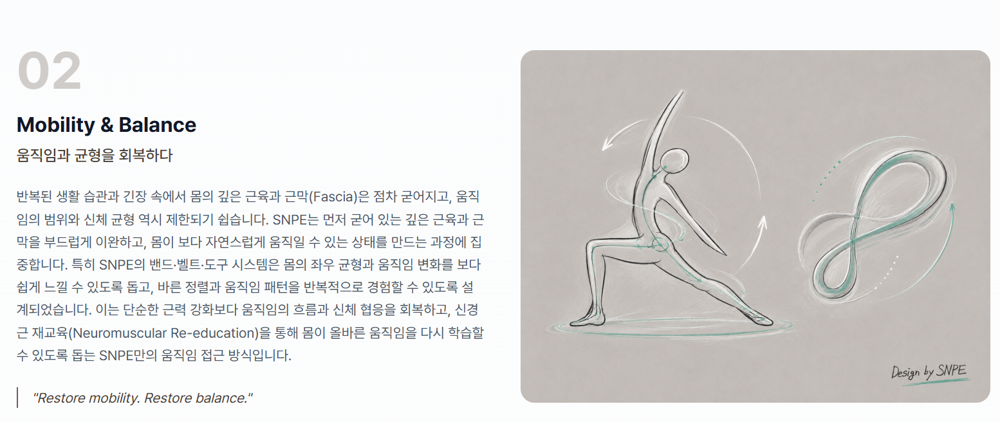 02
Mobility & Balance
움직임과 균형을 회복하다
반복된 생활 습관과 긴장 속에서 몸의 깊은 근육과 근막(Fascia)은 점차 굳어지고, 움직
임의 범위와 신체 균형 역시 제한되기 쉽습니다. SNPE는 먼저 굳어 있는 깊은 근육과 근
막을 부드럽게 이완하고, 몸이 보다 자연스럽게 움직일 수 있는 상태를 만드는 과정에 집
중합니다. 특히 SNPE의 밴드·벨트·도구 시스템은 몸의 좌우 균형과 움직임 변화를 보다
쉽게 느낄 수 있도록 돕고, 바른 정렬과 움직임 패턴을 반복적으로 경험할 수 있도록 설
계되었습니다. 이는 단순한 근력 강화보다 움직임의 흐름과 신체 협응을 회복하고, 신경
근 재교육(Neuromuscular Re-education)을 통해 몸이 올바른 움직임을 다시 학습할
수 있도록 돕는 SNPE만의 움직임 접근 방식입니다.
"Restore mobility. Restore balance."
Design by SNPE